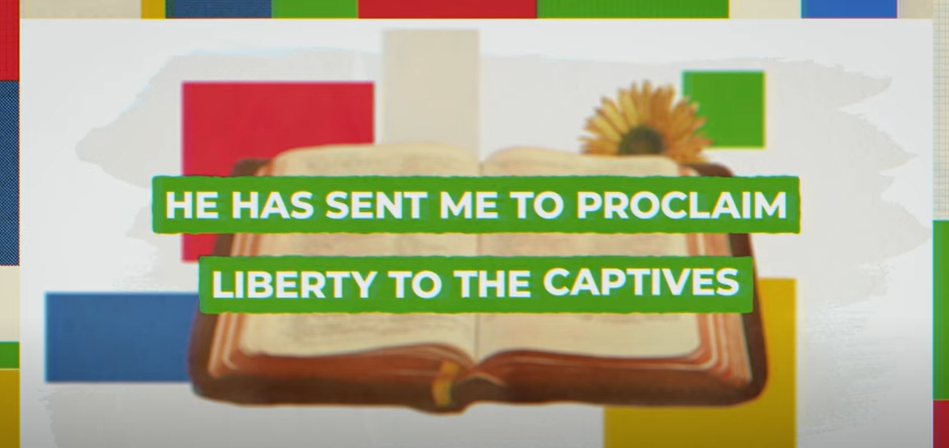 HE HAS SENT ME TO PROCLAIM
LIBERTY TO THE CAPTIVES